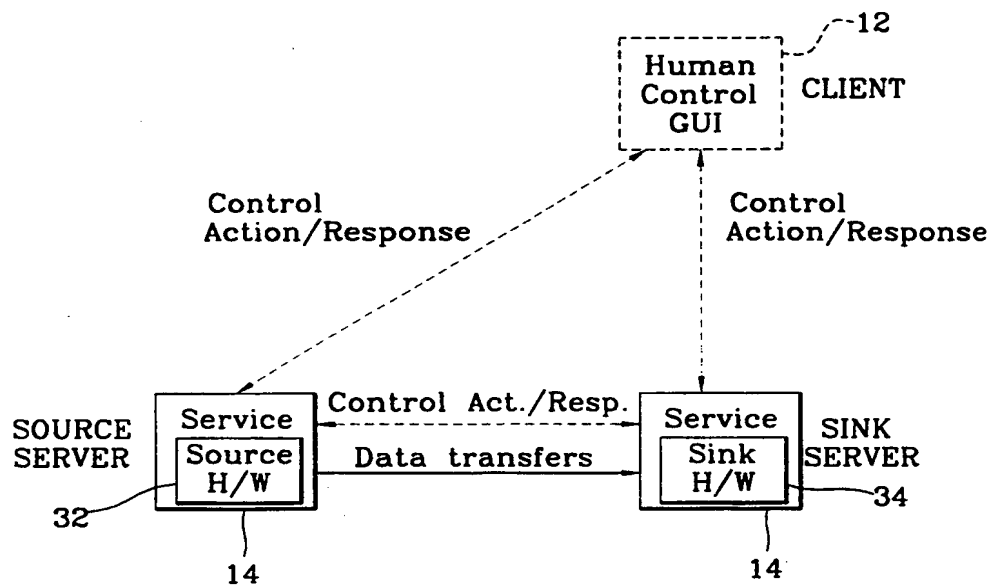 12
Human
Control
GUI
CLIENT
Control
Action/Response
Control
Action/Response
SOURCE
SERVER
Service
Source
H/W
Control Act./Resp.
Data transfers
Service
Sink
H/W
SINK
SERVER
32
34
14
14